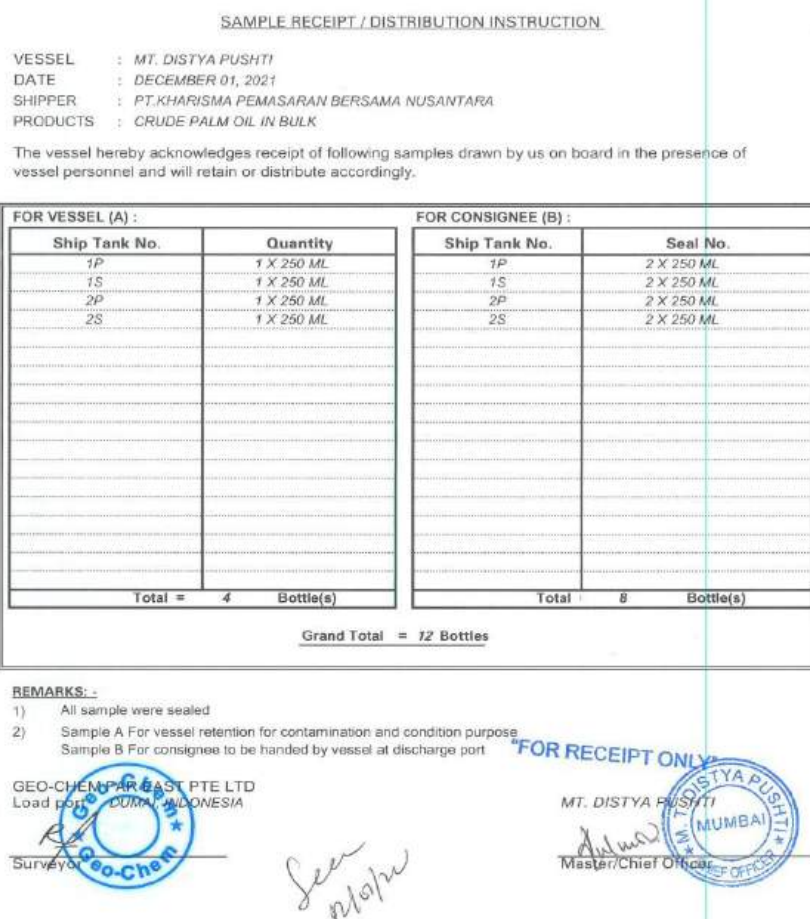 SAMPLE RECEIPT / DISTRIBUTION INSTRUCTION
VESSEL : MT. DISTYA PUSHTI
DATE : DECEMBER 01, 2021
SHIPPER : PT.KHARISMA PEMASARAN BERSAMA NUSANTARA
PRODUCTS : CRUDE PALM OIL IN BULK
The vessel hereby acknowledges receipt of following samples drawn by us on board in the presence of
vessel personnel and will retain or distribute accordingly.
FOR VESSEL (A) : FOR CONSIGNEE (B) :
Ship Tank No. Quantity Ship Tank No. Seal No.
1P 1 X 250 ML 1P 2 X 250 ML
1S 1 X 250 ML 1S 2 X 250 ML
2P 1 X 250 ML 2P 2 X 250 ML
2S 1 X 250 ML 2S 2 X 250 ML
Total = 4 Bottle(s) Total 8 Bottle(s)
Grand Total = 12 Bottles
REMARKS: -
1) All sample were sealed
2) Sample A For vessel retention for contamination and condition purpose
Sample B For consignee to be handed by vessel at discharge port
"FOR RECEIPT ONLY"
GEO-CHEM FAR EAST PTE LTD
Load port DUMAI, INDONESIA MT. DISTYA PUSHTI
Geo-Chem
Geo-Chem
M.T. DISTYA PUSHTI
MUMBAI
CHIEF OFFICER
Surveyor Master/Chief Officer
Seen